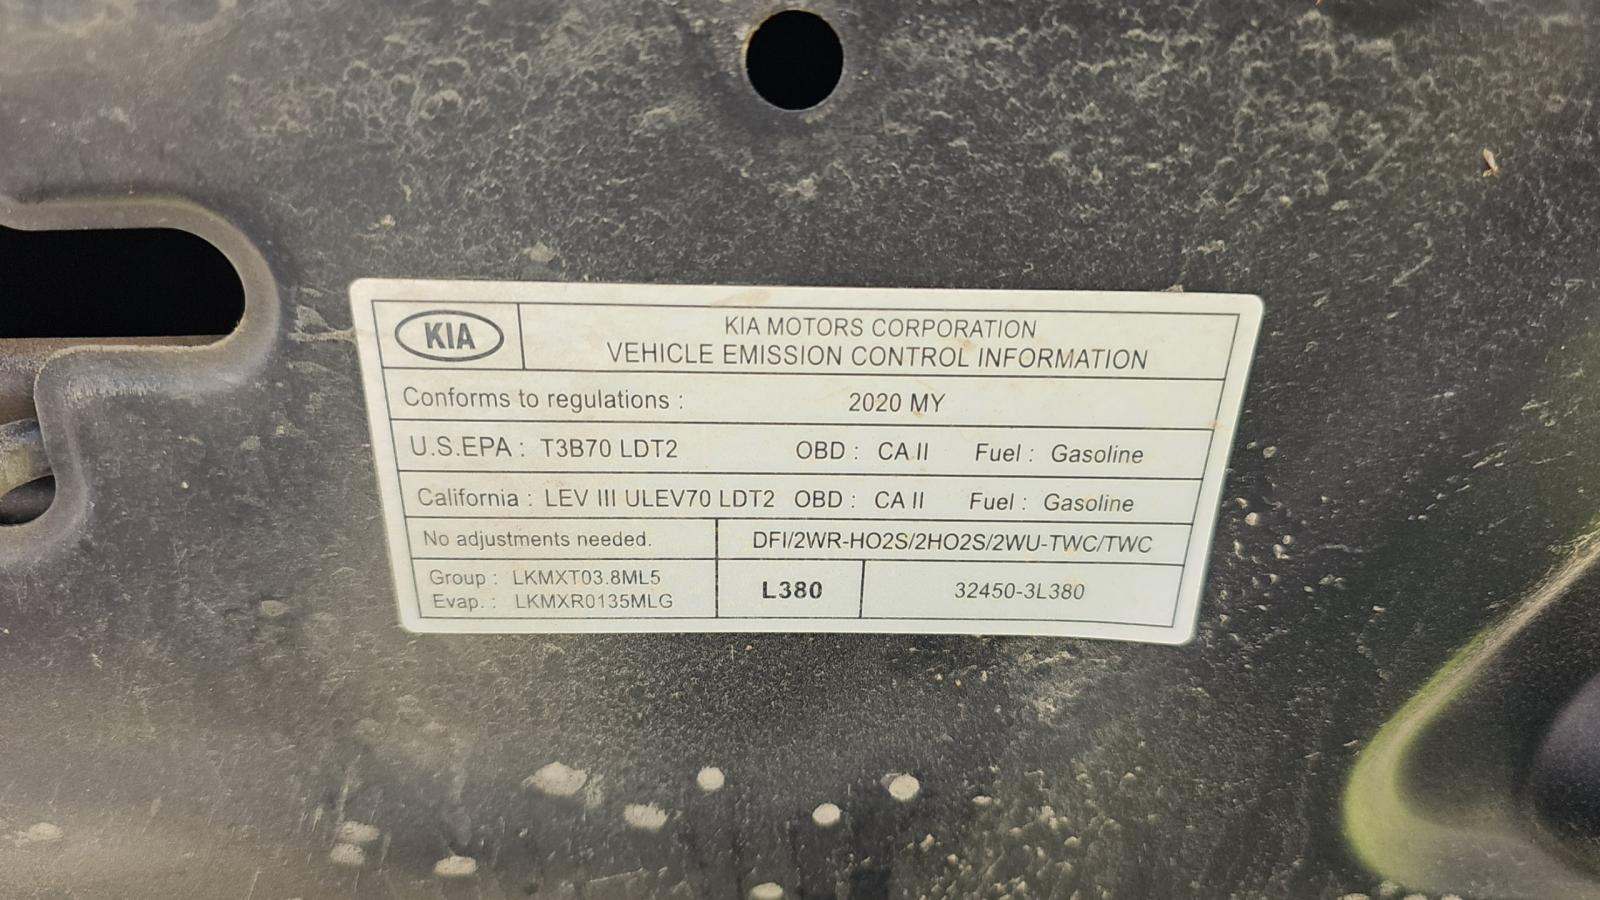 KIA
KIA MOTORS CORPORATION
VEHICLE EMISSION CONTROL INFORMATION
Conforms to regulations : 2020 MY
U.S.EPA : T3B70 LDT2 OBD : CA II Fuel : Gasoline
California : LEV III ULEV70 LDT2 OBD : CA II Fuel : Gasoline
No adjustments needed. DFI/2WR-HO2S/2HO2S/2WU-TWC/TWC
Group : LKMXT03.8ML5
Evap. : LKMXR0135MLG
L380
32450-3L380